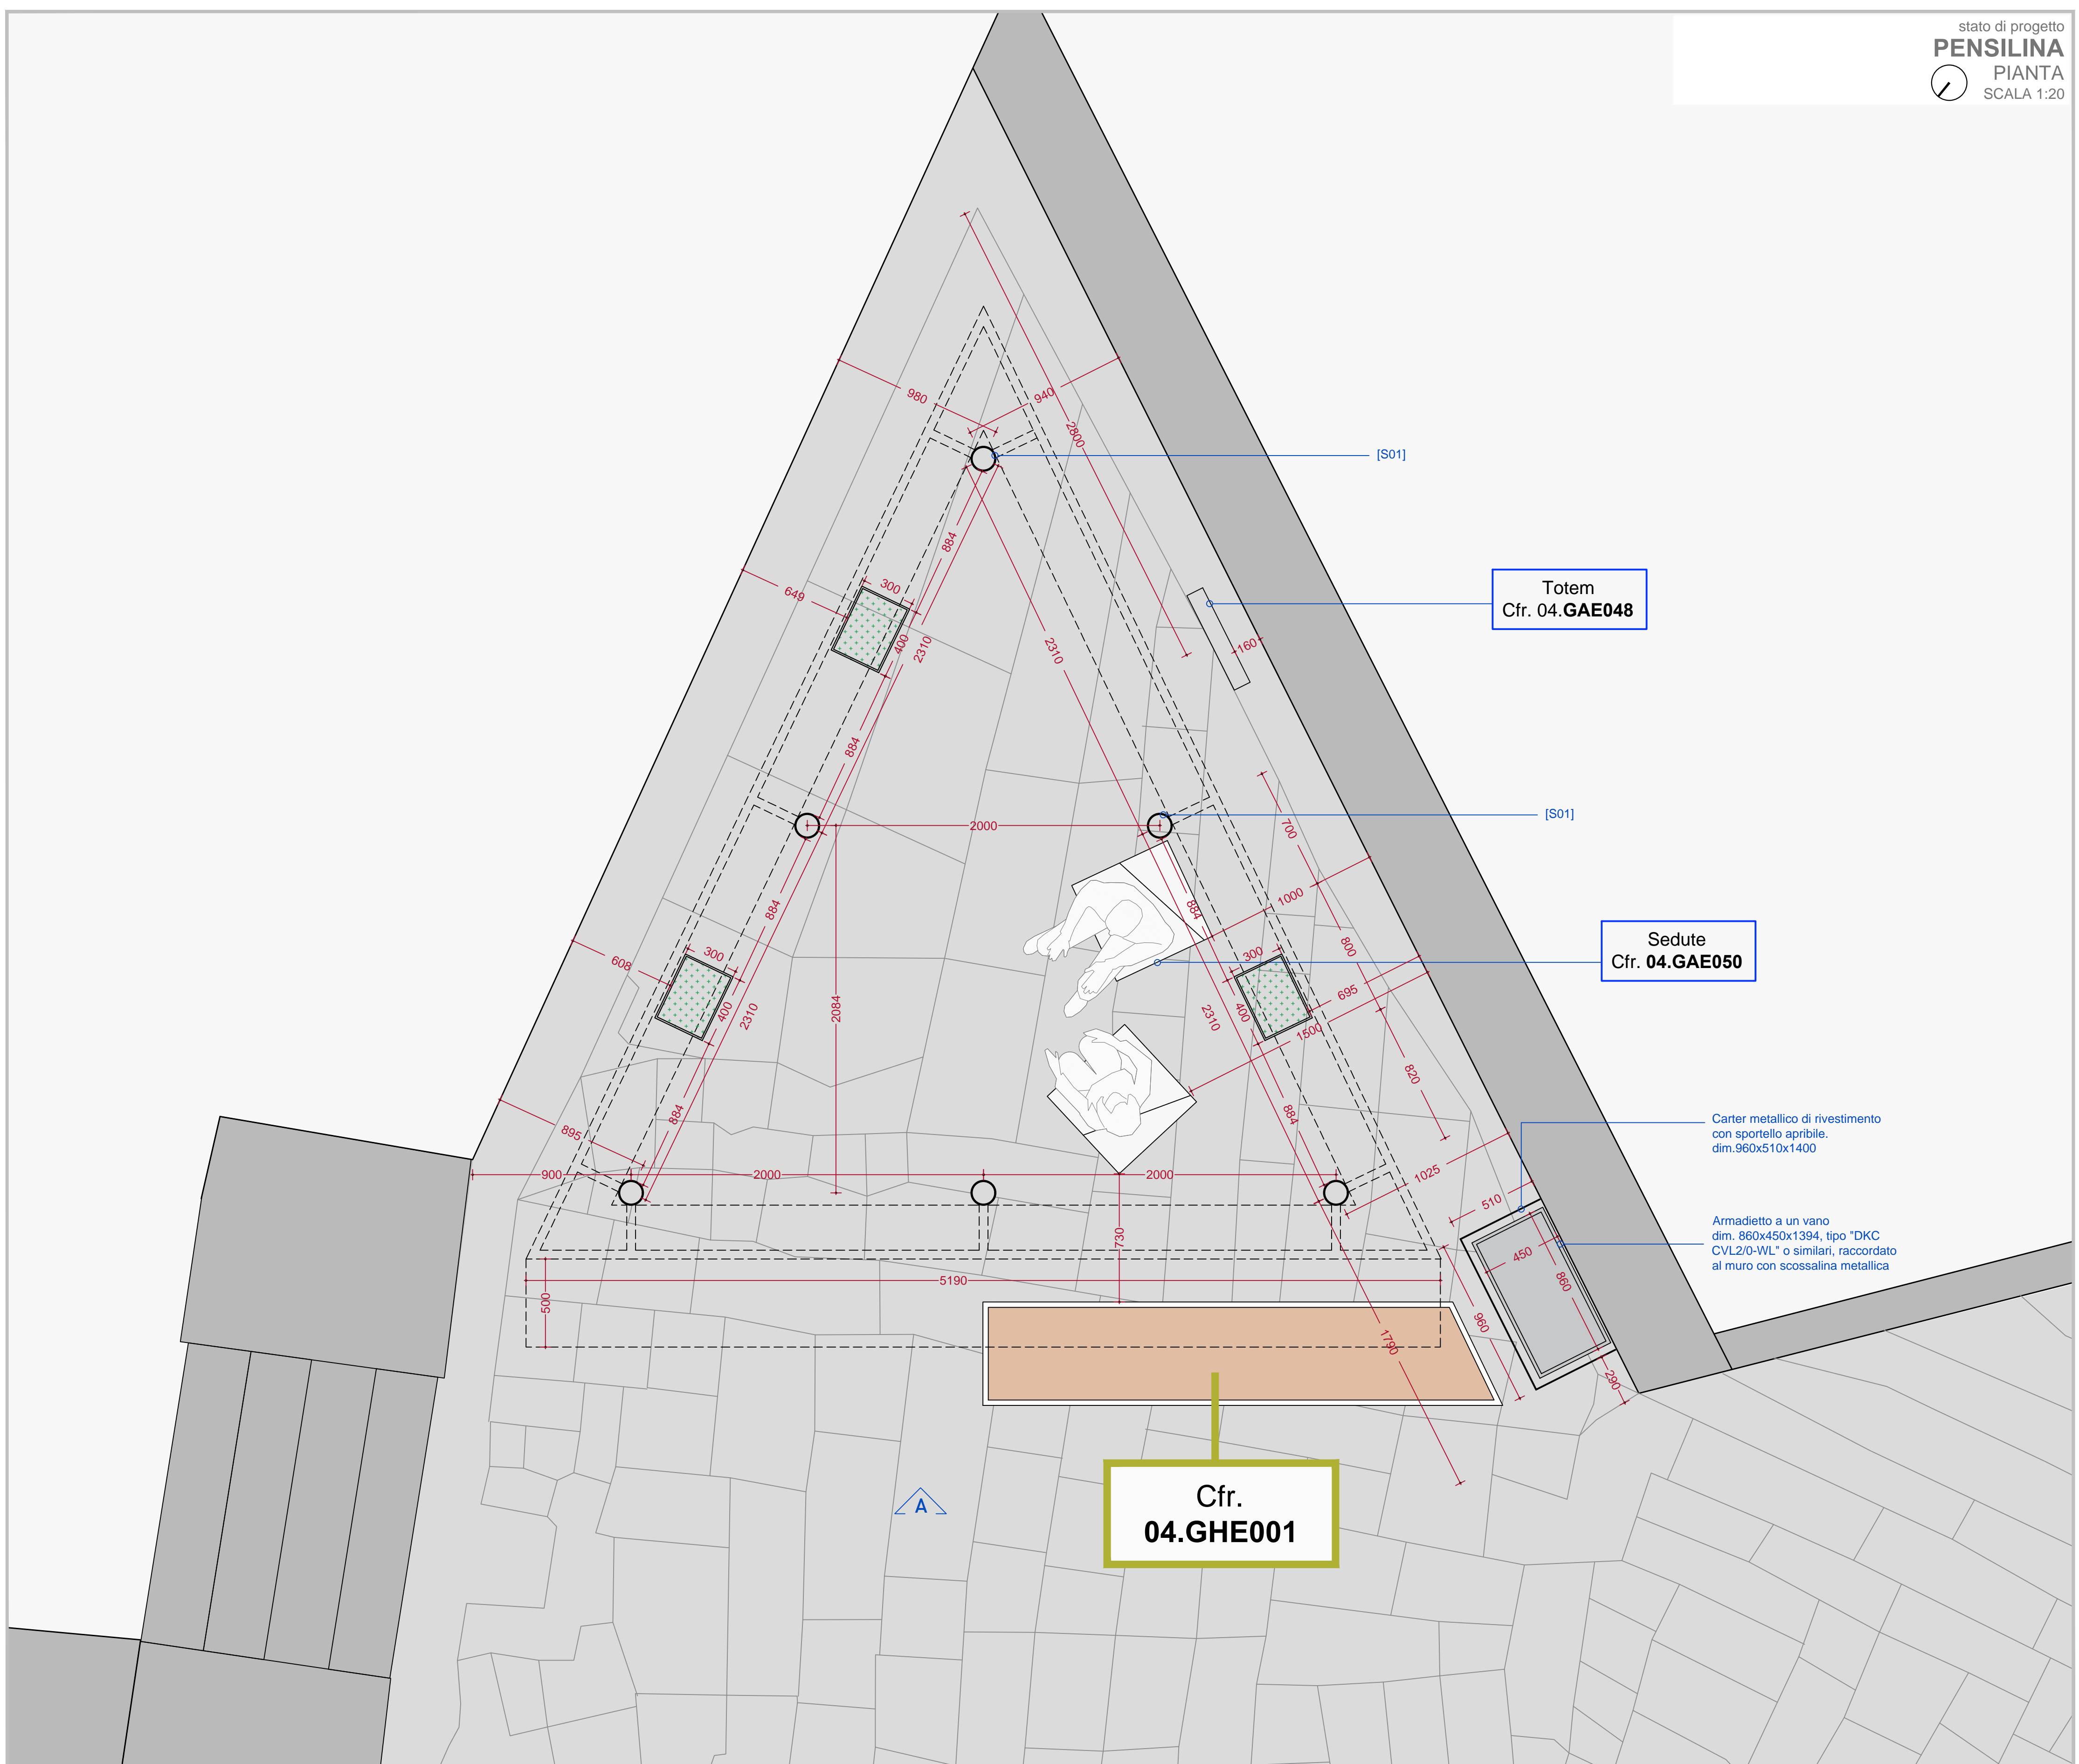 stato di progetto
PENSILINA
PIANTA
SCALA 1:20
980
940
2800
[S01]
884
649
300
Totem
Cfr. 04.GAE048
400
2310
2310
160
884
2000
[S01]
700
884
884
1000
608
300
800
300
Sedute
Cfr. 04.GAE050
400
2310
2084
2310
400
695
1500
820
895
884
884
Carter metallico di rivestimento
con sportello apribile.
dim.960x510x1400
900
2000
2000
1025
510
730
Armadietto a un vano
dim. 860x450x1394, tipo "DKC
CVL2/0-WL" o similari, raccordato
al muro con scossalina metallica
450
860
5190
500
960
1790
290
A
Cfr.
04.GHE001